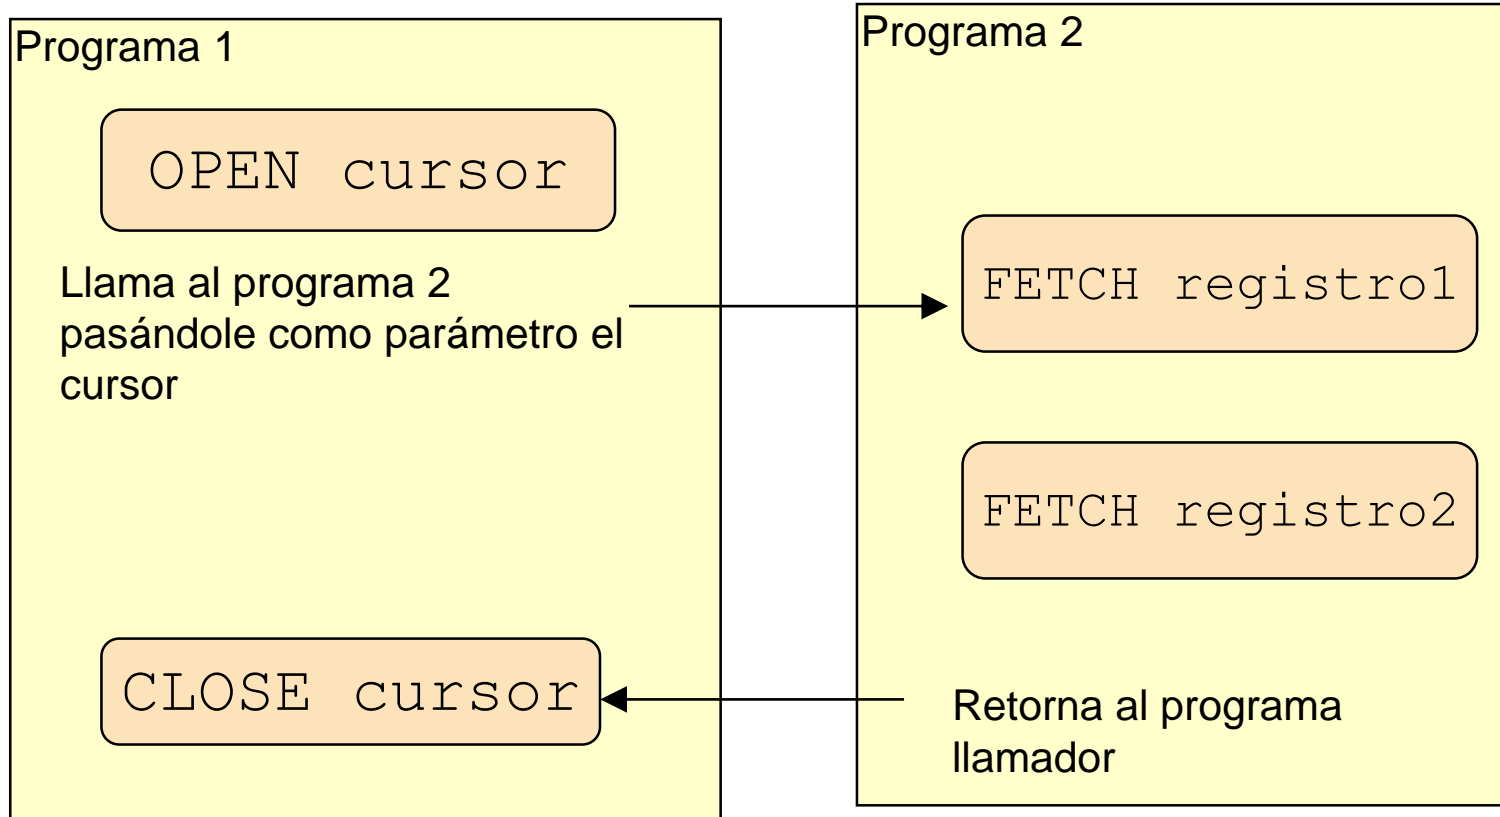 Programa 1
OPEN cursor
Llama al programa 2
pasándole como parámetro el
cursor
CLOSE cursor
Programa 2
FETCH registro1
FETCH registro2
Retorna al programa
llamador